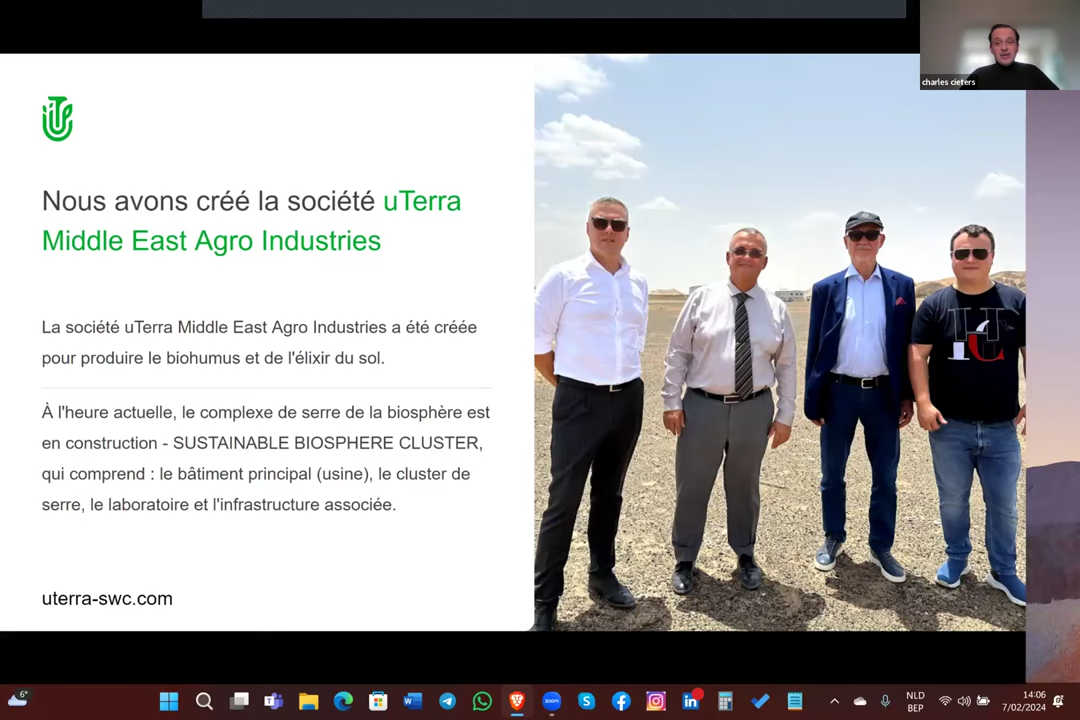 charles cieters
Nous avons créé la société uTerra
Middle East Agro Industries
La société uTerra Middle East Agro Industries a été créée
pour produire le biohumus et de l'élixir du sol.
À l'heure actuelle, le complexe de serre de la biosphère est
en construction - SUSTAINABLE BIOSPHERE CLUSTER,
qui comprend : le bâtiment principal (usine), le cluster de
serre, le laboratoire et l'infrastructure associée.
uterra-swc.com
6°
zoom
NLD
BEP
14:06
7/02/2024